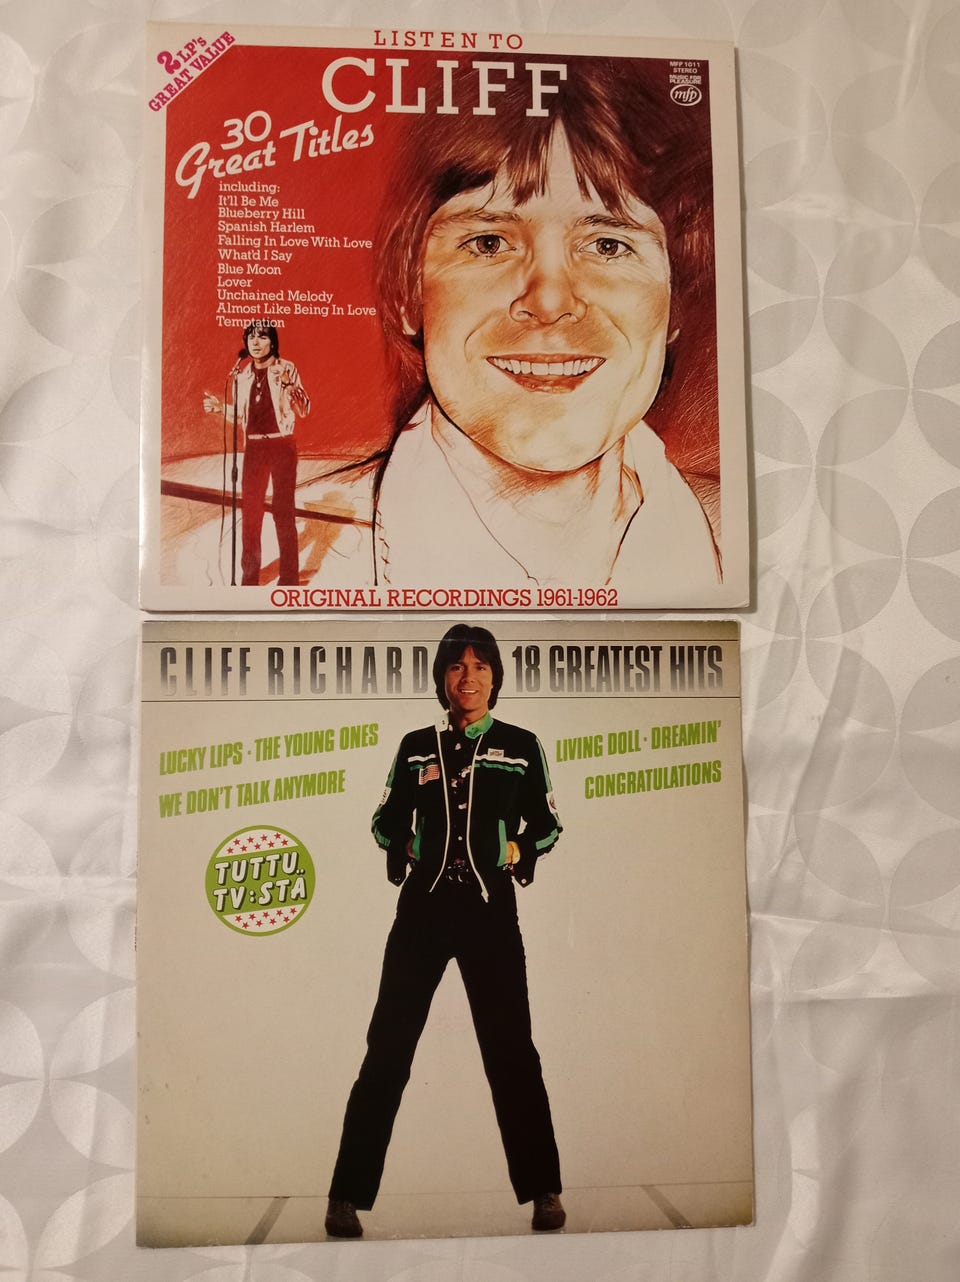 LISTEN TO
CLIFF
2 LP's
GREAT VALUE
MFP 1011
STEREO
MUSIC FOR
PLEASURE
mfp
30
Great Titles
including:
It'll Be Me
Blueberry Hill
Spanish Harlem
Falling In Love With Love
What'd I Say
Blue Moon
Lover
Unchained Melody
Almost Like Being In Love
Temptation
ORIGINAL RECORDINGS 1961-1962
CLIFF RICHARD 18 GREATEST HITS
LUCKY LIPS · THE YOUNG ONES
WE DON'T TALK ANYMORE
LIVING DOLL · DREAMIN'
CONGRATULATIONS
TUTTU..
TV:STÄ